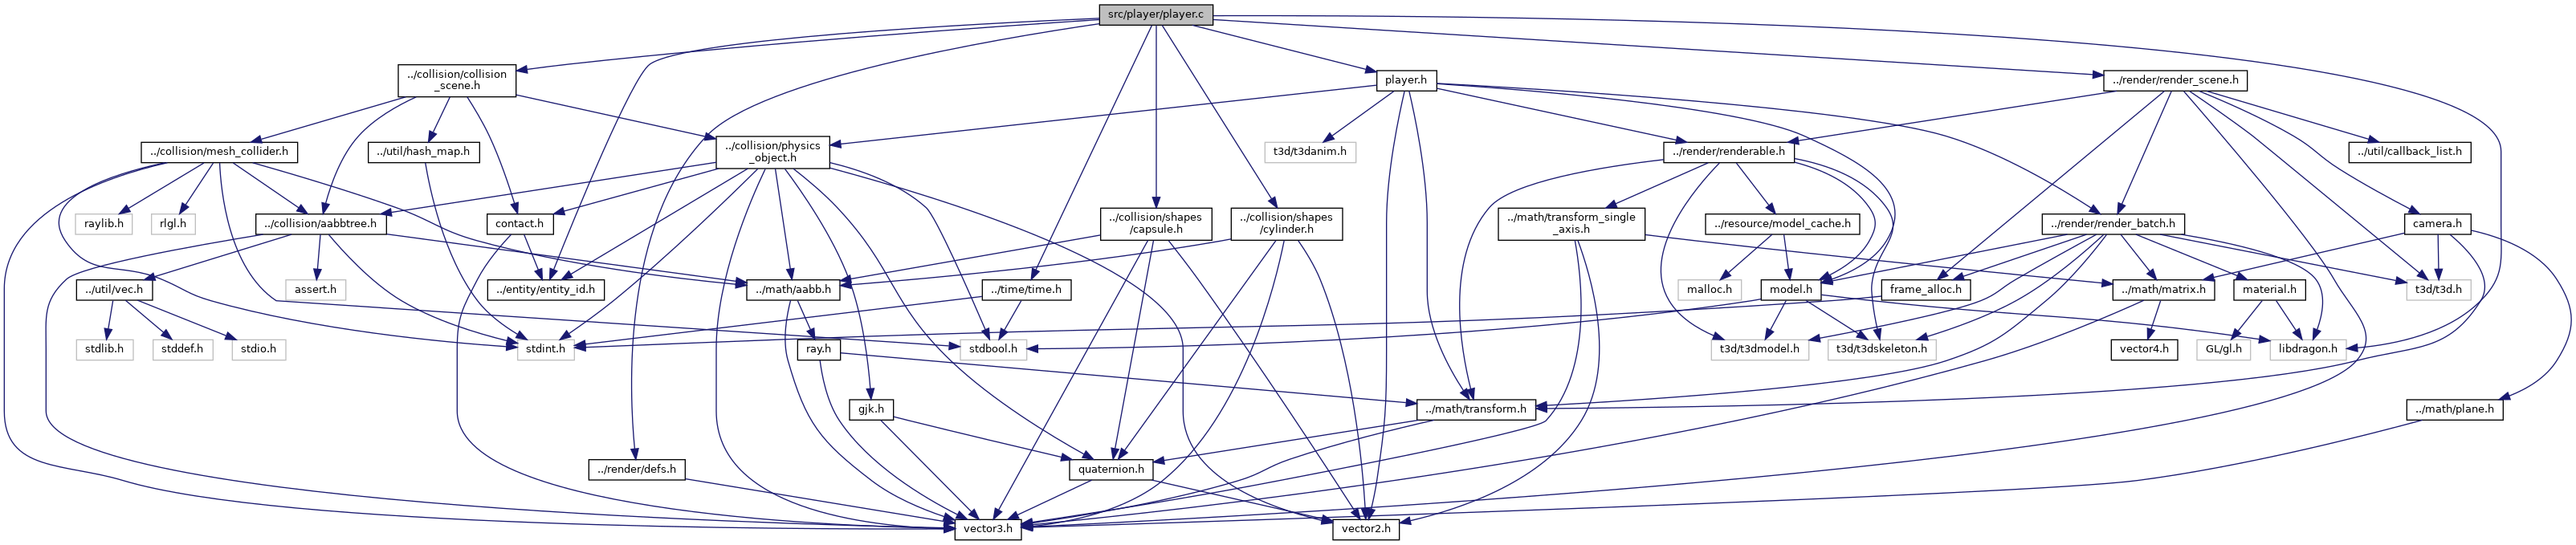 src/player/player.c
../collision/collision
_scene.h
player.h
../render/render_scene.h
../collision/mesh_collider.h
../util/hash_map.h
../collision/physics
_object.h
t3d/t3danim.h
../render/renderable.h
../util/callback_list.h
raylib.h
rlgl.h
../collision/aabbtree.h
contact.h
../collision/shapes
/capsule.h
../collision/shapes
/cylinder.h
../math/transform_single
_axis.h
../resource/model_cache.h
../render/render_batch.h
camera.h
../util/vec.h
assert.h
../entity/entity_id.h
../math/aabb.h
../time/time.h
malloc.h
model.h
frame_alloc.h
../math/matrix.h
material.h
t3d/t3d.h
stdlib.h
stddef.h
stdio.h
stdint.h
ray.h
stdbool.h
t3d/t3dmodel.h
t3d/t3dskeleton.h
vector4.h
GL/gl.h
libdragon.h
gjk.h
../math/transform.h
../math/plane.h
../render/defs.h
quaternion.h
vector3.h
vector2.h